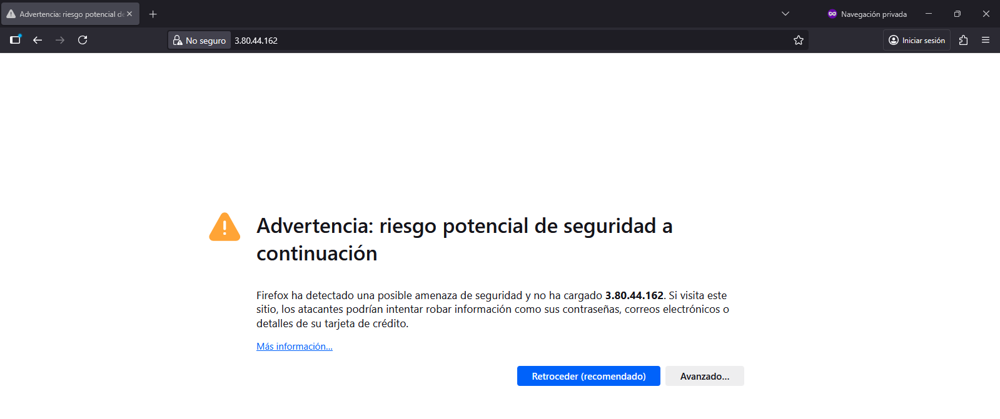 Advertencia: riesgo potencial de
Navegación privada
No seguro
3.80.44.162
Iniciar sesión
Advertencia: riesgo potencial de seguridad a
continuación
Firefox ha detectado una posible amenaza de seguridad y no ha cargado 3.80.44.162. Si visita este
sitio, los atacantes podrían intentar robar información como sus contraseñas, correos electrónicos o
detalles de su tarjeta de crédito.
Más información...
Retroceder (recomendado)
Avanzado...